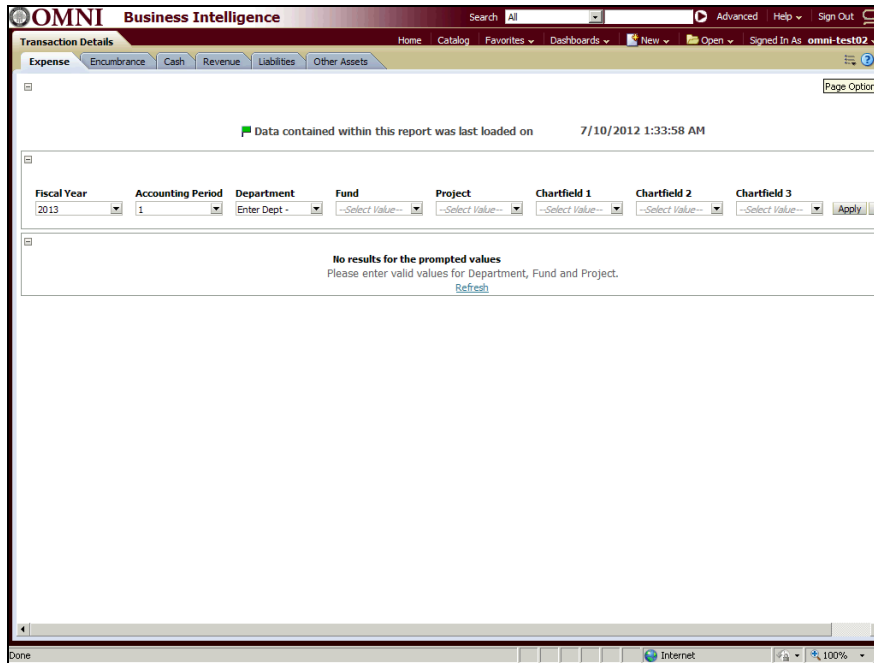 OMNI Business Intelligence Search All Advanced Help Sign Out
Transaction Details Home Catalog Favorites Dashboards New Open Signed In As omni-test02
Expense Encumbrance Cash Revenue Liabilities Other Assets
Page Option
Data contained within this report was last loaded on 7/10/2012 1:33:58 AM
Fiscal Year Accounting Period Department Fund Project Chartfield 1 Chartfield 2 Chartfield 3
2013 1 Enter Dept - --Select Value-- --Select Value-- --Select Value-- --Select Value-- --Select Value-- Apply
No results for the prompted values
Please enter valid values for Department, Fund and Project.
Refresh
Done Internet 100%